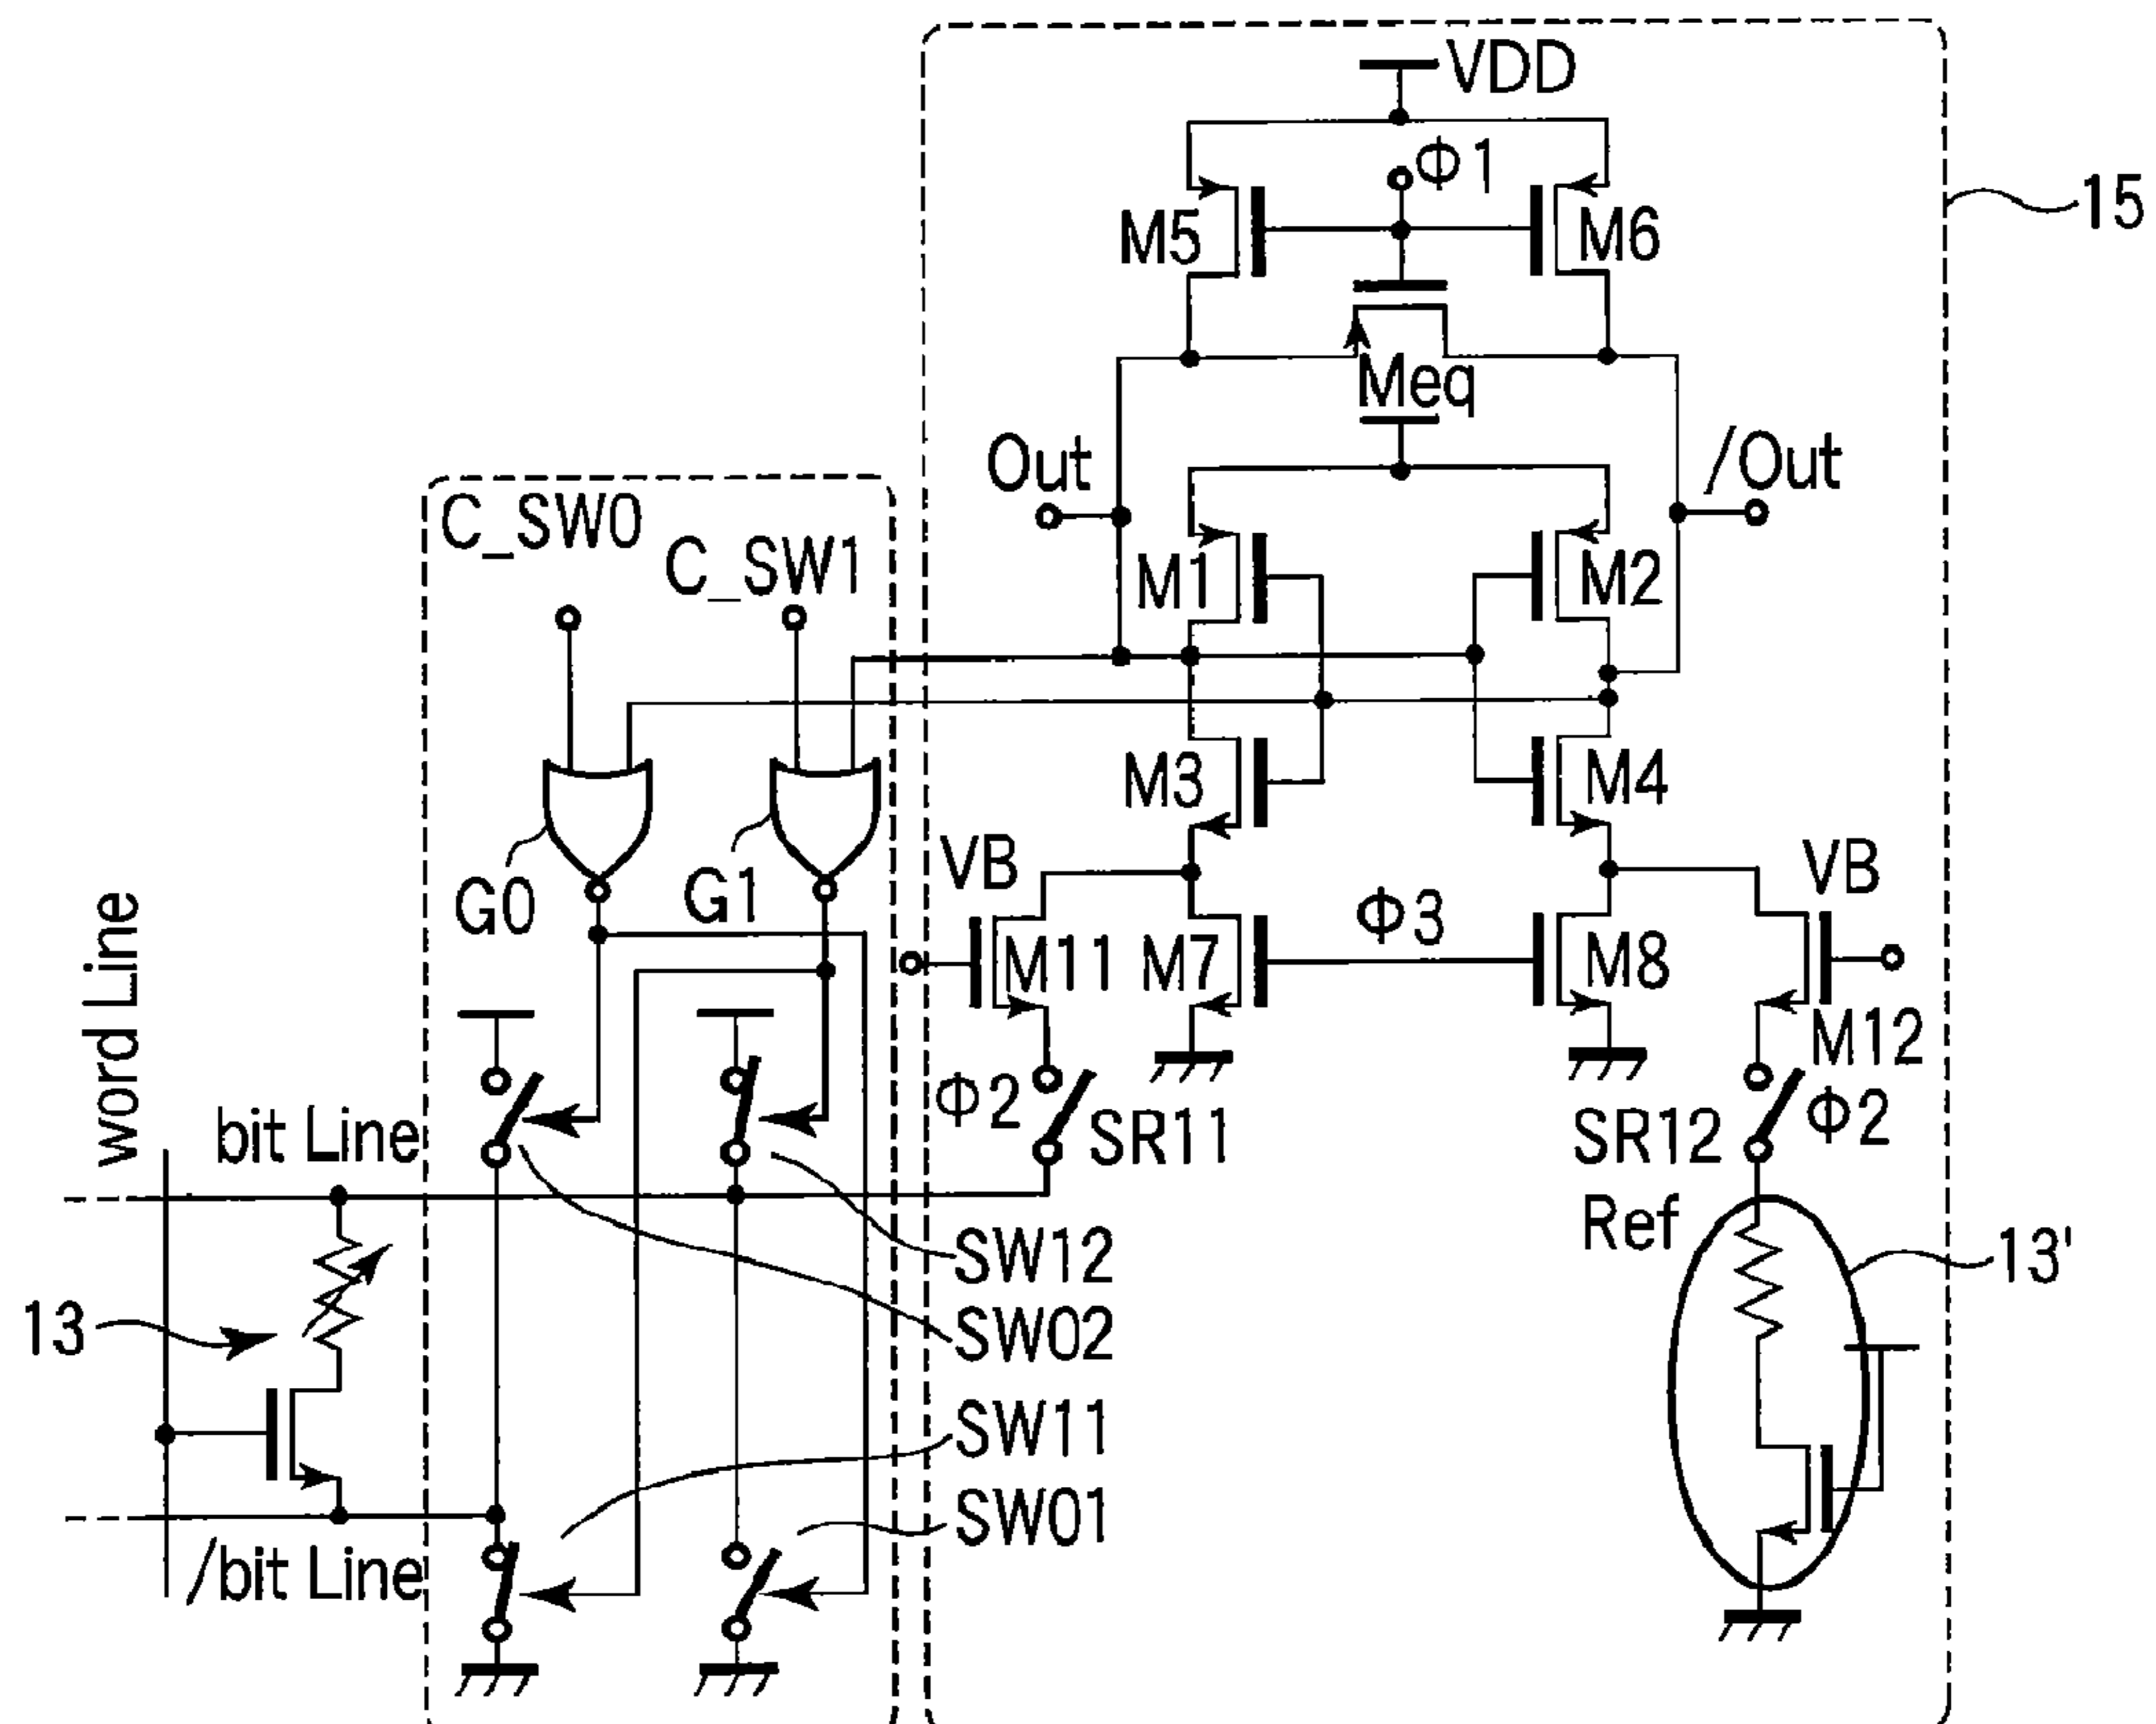 VDD
Φ1
15
M5
M6
Meq
Out
/Out
C_SW0
C_SW1
M1
M2
M3
M4
G0
G1
VB
VB
word Line
Φ3
M11
M7
M8
M12
bit Line
Φ2
SR11
SR12
Φ2
Ref
SW12
13'
13
SW02
SW11
SW01
/bit Line